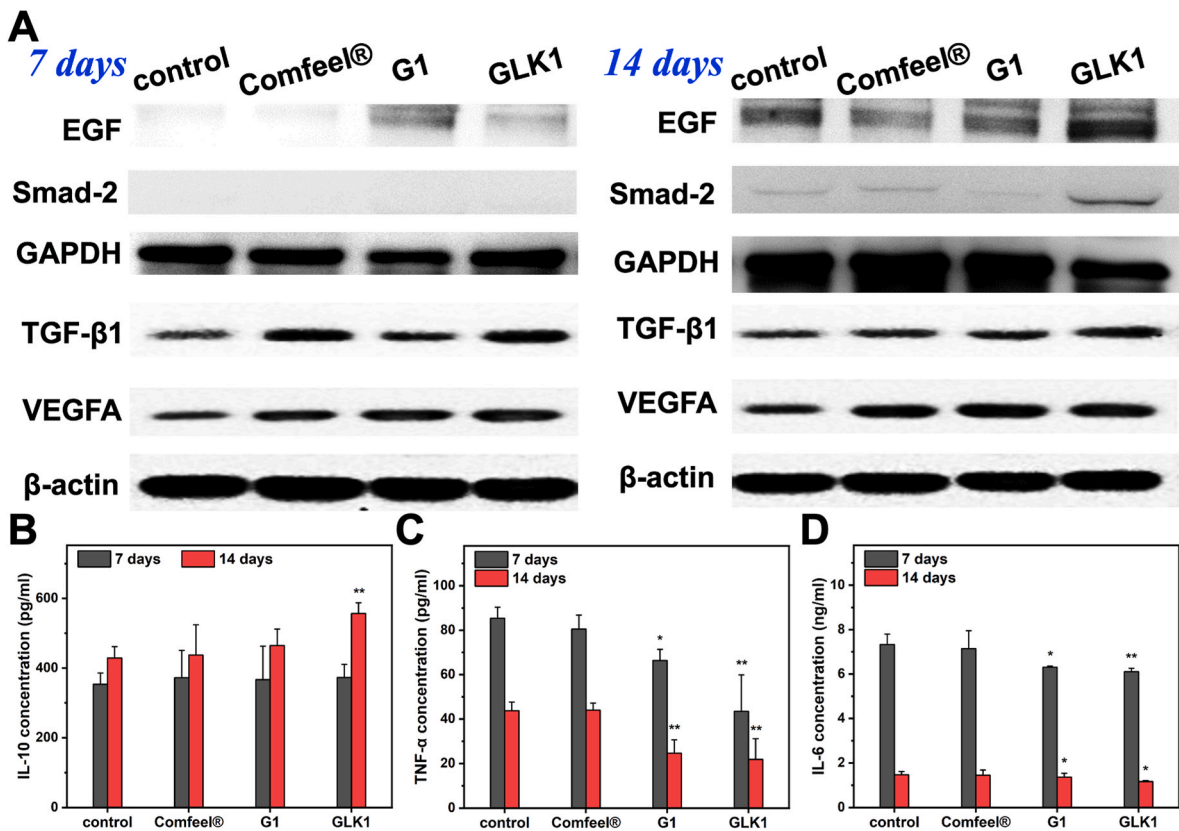 A
7 days
control
Comfeel®
G1
GLK1
EGF
Smad-2
GAPDH
TGF-β1
VEGFA
β-actin
14 days
control
Comfeel®
G1
GLK1
EGF
Smad-2
GAPDH
TGF-β1
VEGFA
β-actin
B
7 days
14 days
IL-10 concentration (pg/ml)
600
400
200
0
**
control
Comfeel®
G1
GLK1
C
7 days
14 days
TNF-α concentration (pg/ml)
100
80
60
40
20
0
*
**
**
**
control
Comfeel®
G1
GLK1
D
7 days
14 days
IL-6 concentration (ng/ml)
10
8
6
4
2
0
*
**
*
*
control
Comfeel®
G1
GLK1